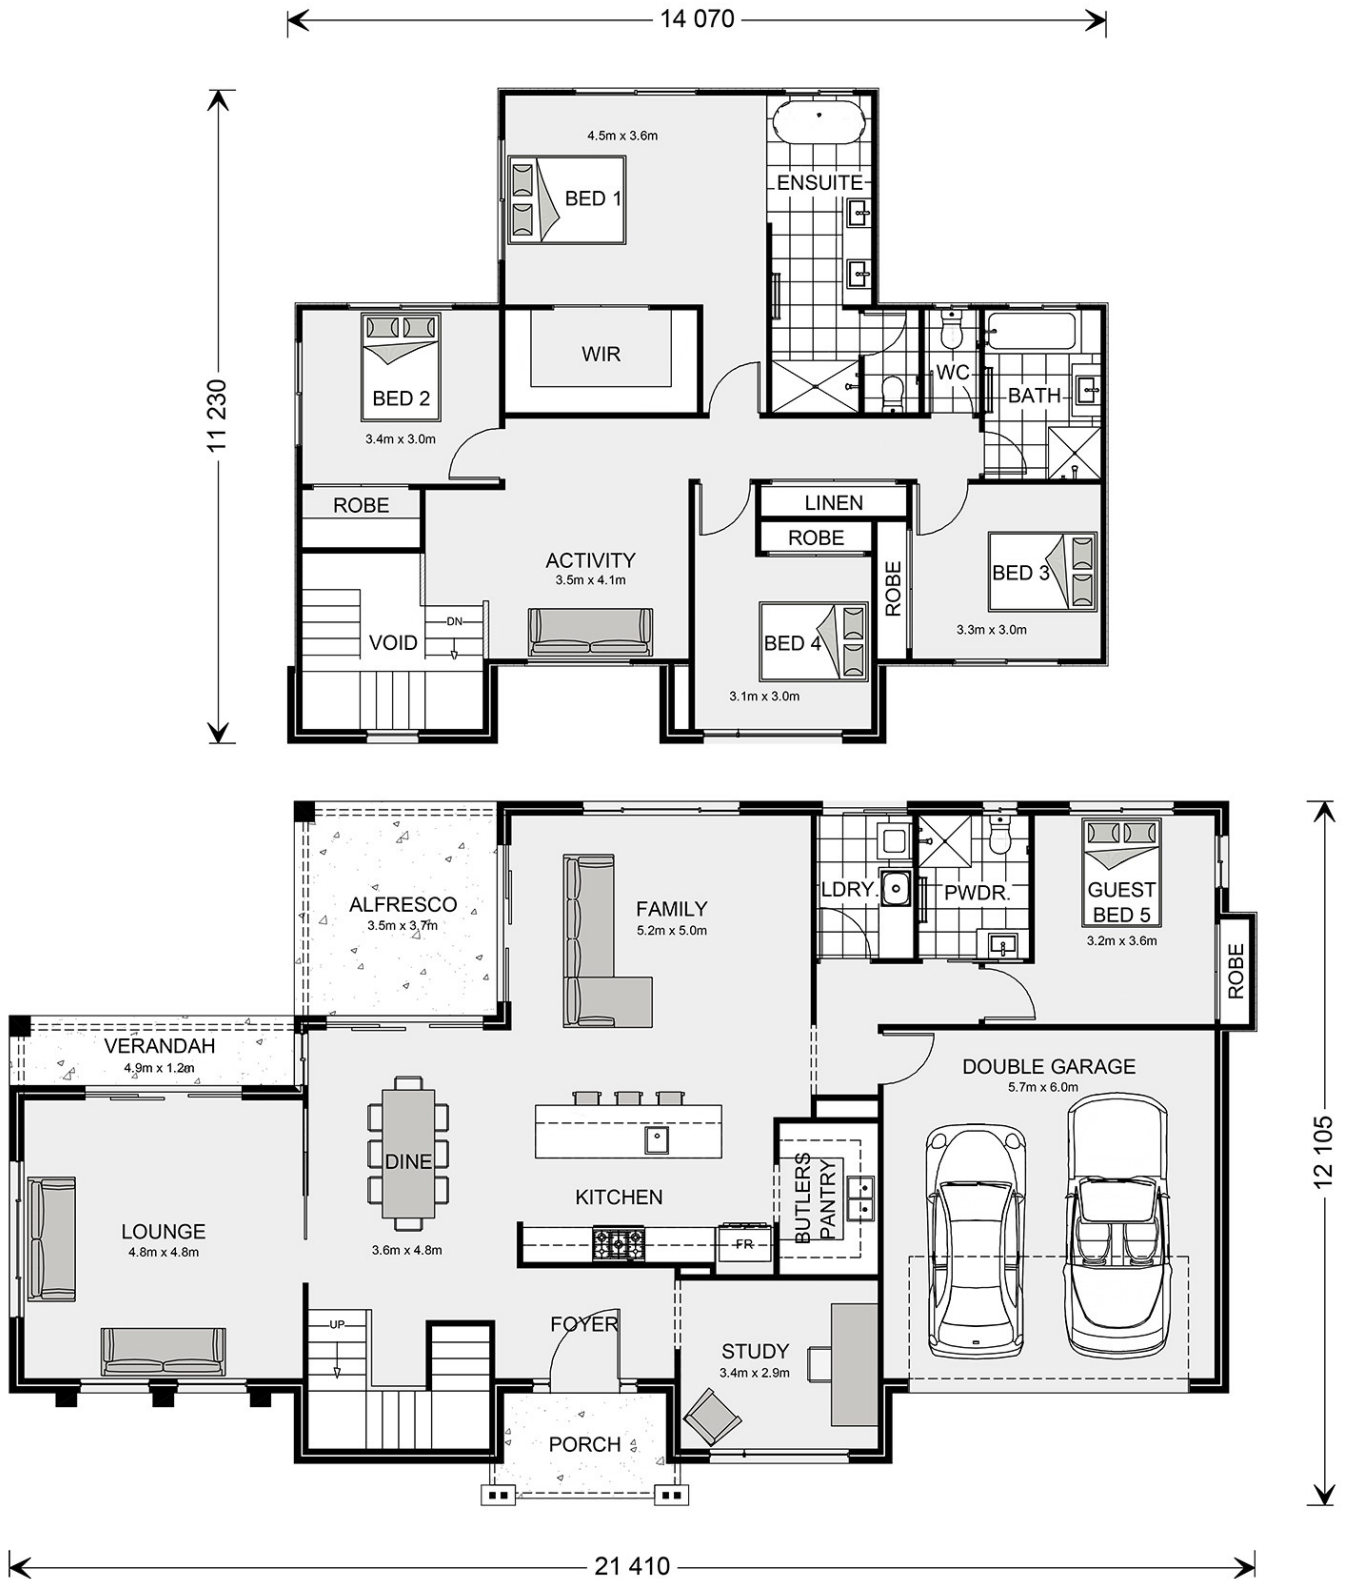 14 070
4.5m x 3.6m
ENSUITE
BED 1
WIR
WC
BED 2
BATH
11 230
3.4m x 3.0m
ROBE
LINEN
ROBE
ACTIVITY
3.5m x 4.1m
BED 3
ROBE
DN
VOID
BED 4
3.3m x 3.0m
3.1m x 3.0m
ALFRESCO
3.5m x 3.7m
FAMILY
5.2m x 5.0m
LDRY.
PWDR.
GUEST
BED 5
3.2m x 3.6m
ROBE
VERANDAH
4.9m x 1.2m
DOUBLE GARAGE
5.7m x 6.0m
12 105
DINE
BUTLERS
PANTRY
KITCHEN
LOUNGE
4.8m x 4.8m
3.6m x 4.8m
FR
UP
FOYER
STUDY
3.4m x 2.9m
PORCH
21 410